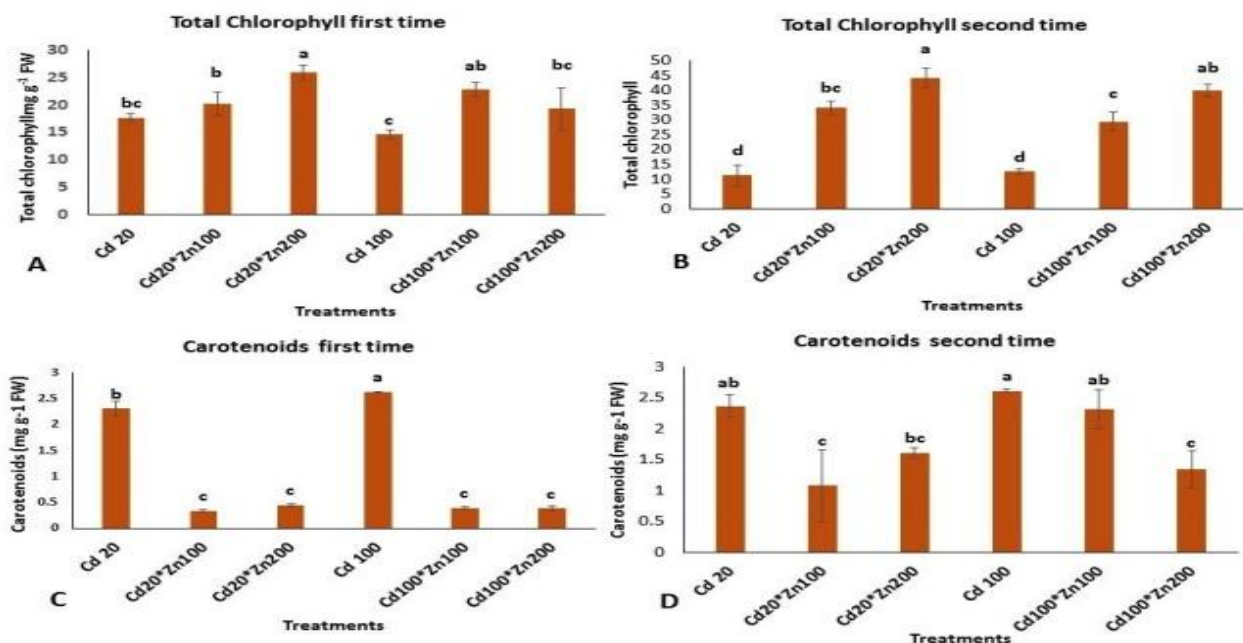 Total Chlorophyll first time
Total chlorophyllmg g-1 FW
30
25
20
15
10
5
0
bc
b
a
c
ab
bc
Cd 20
Cd20*Zn100
Cd20*Zn200
Cd 100
Cd100*Zn100
Cd100*Zn200
A
Treatments
Total Chlorophyll second time
Total chlorophyll
50
45
40
35
30
25
20
15
10
5
0
d
bc
a
d
c
ab
Cd 20
Cd20*Zn100
Cd20*Zn200
Cd 100
Cd100*Zn100
Cd100*Zn200
B
Treatments
Carotenoids first time
Carotenoids (mg g-1 FW)
3
2.5
2
1.5
1
0.5
0
b
c
c
a
c
c
Cd 20
Cd20*Zn100
Cd20*Zn200
Cd 100
Cd100*Zn100
Cd100*Zn200
C
Treatments
Carotenoids second time
Carotenoids (mg g-1 FW)
3
2.5
2
1.5
1
0.5
0
ab
c
bc
a
ab
c
Cd 20
Cd20*Zn100
Cd20*Zn200
Cd 100
Cd100*Zn100
Cd100*Zn200
D
Treatments